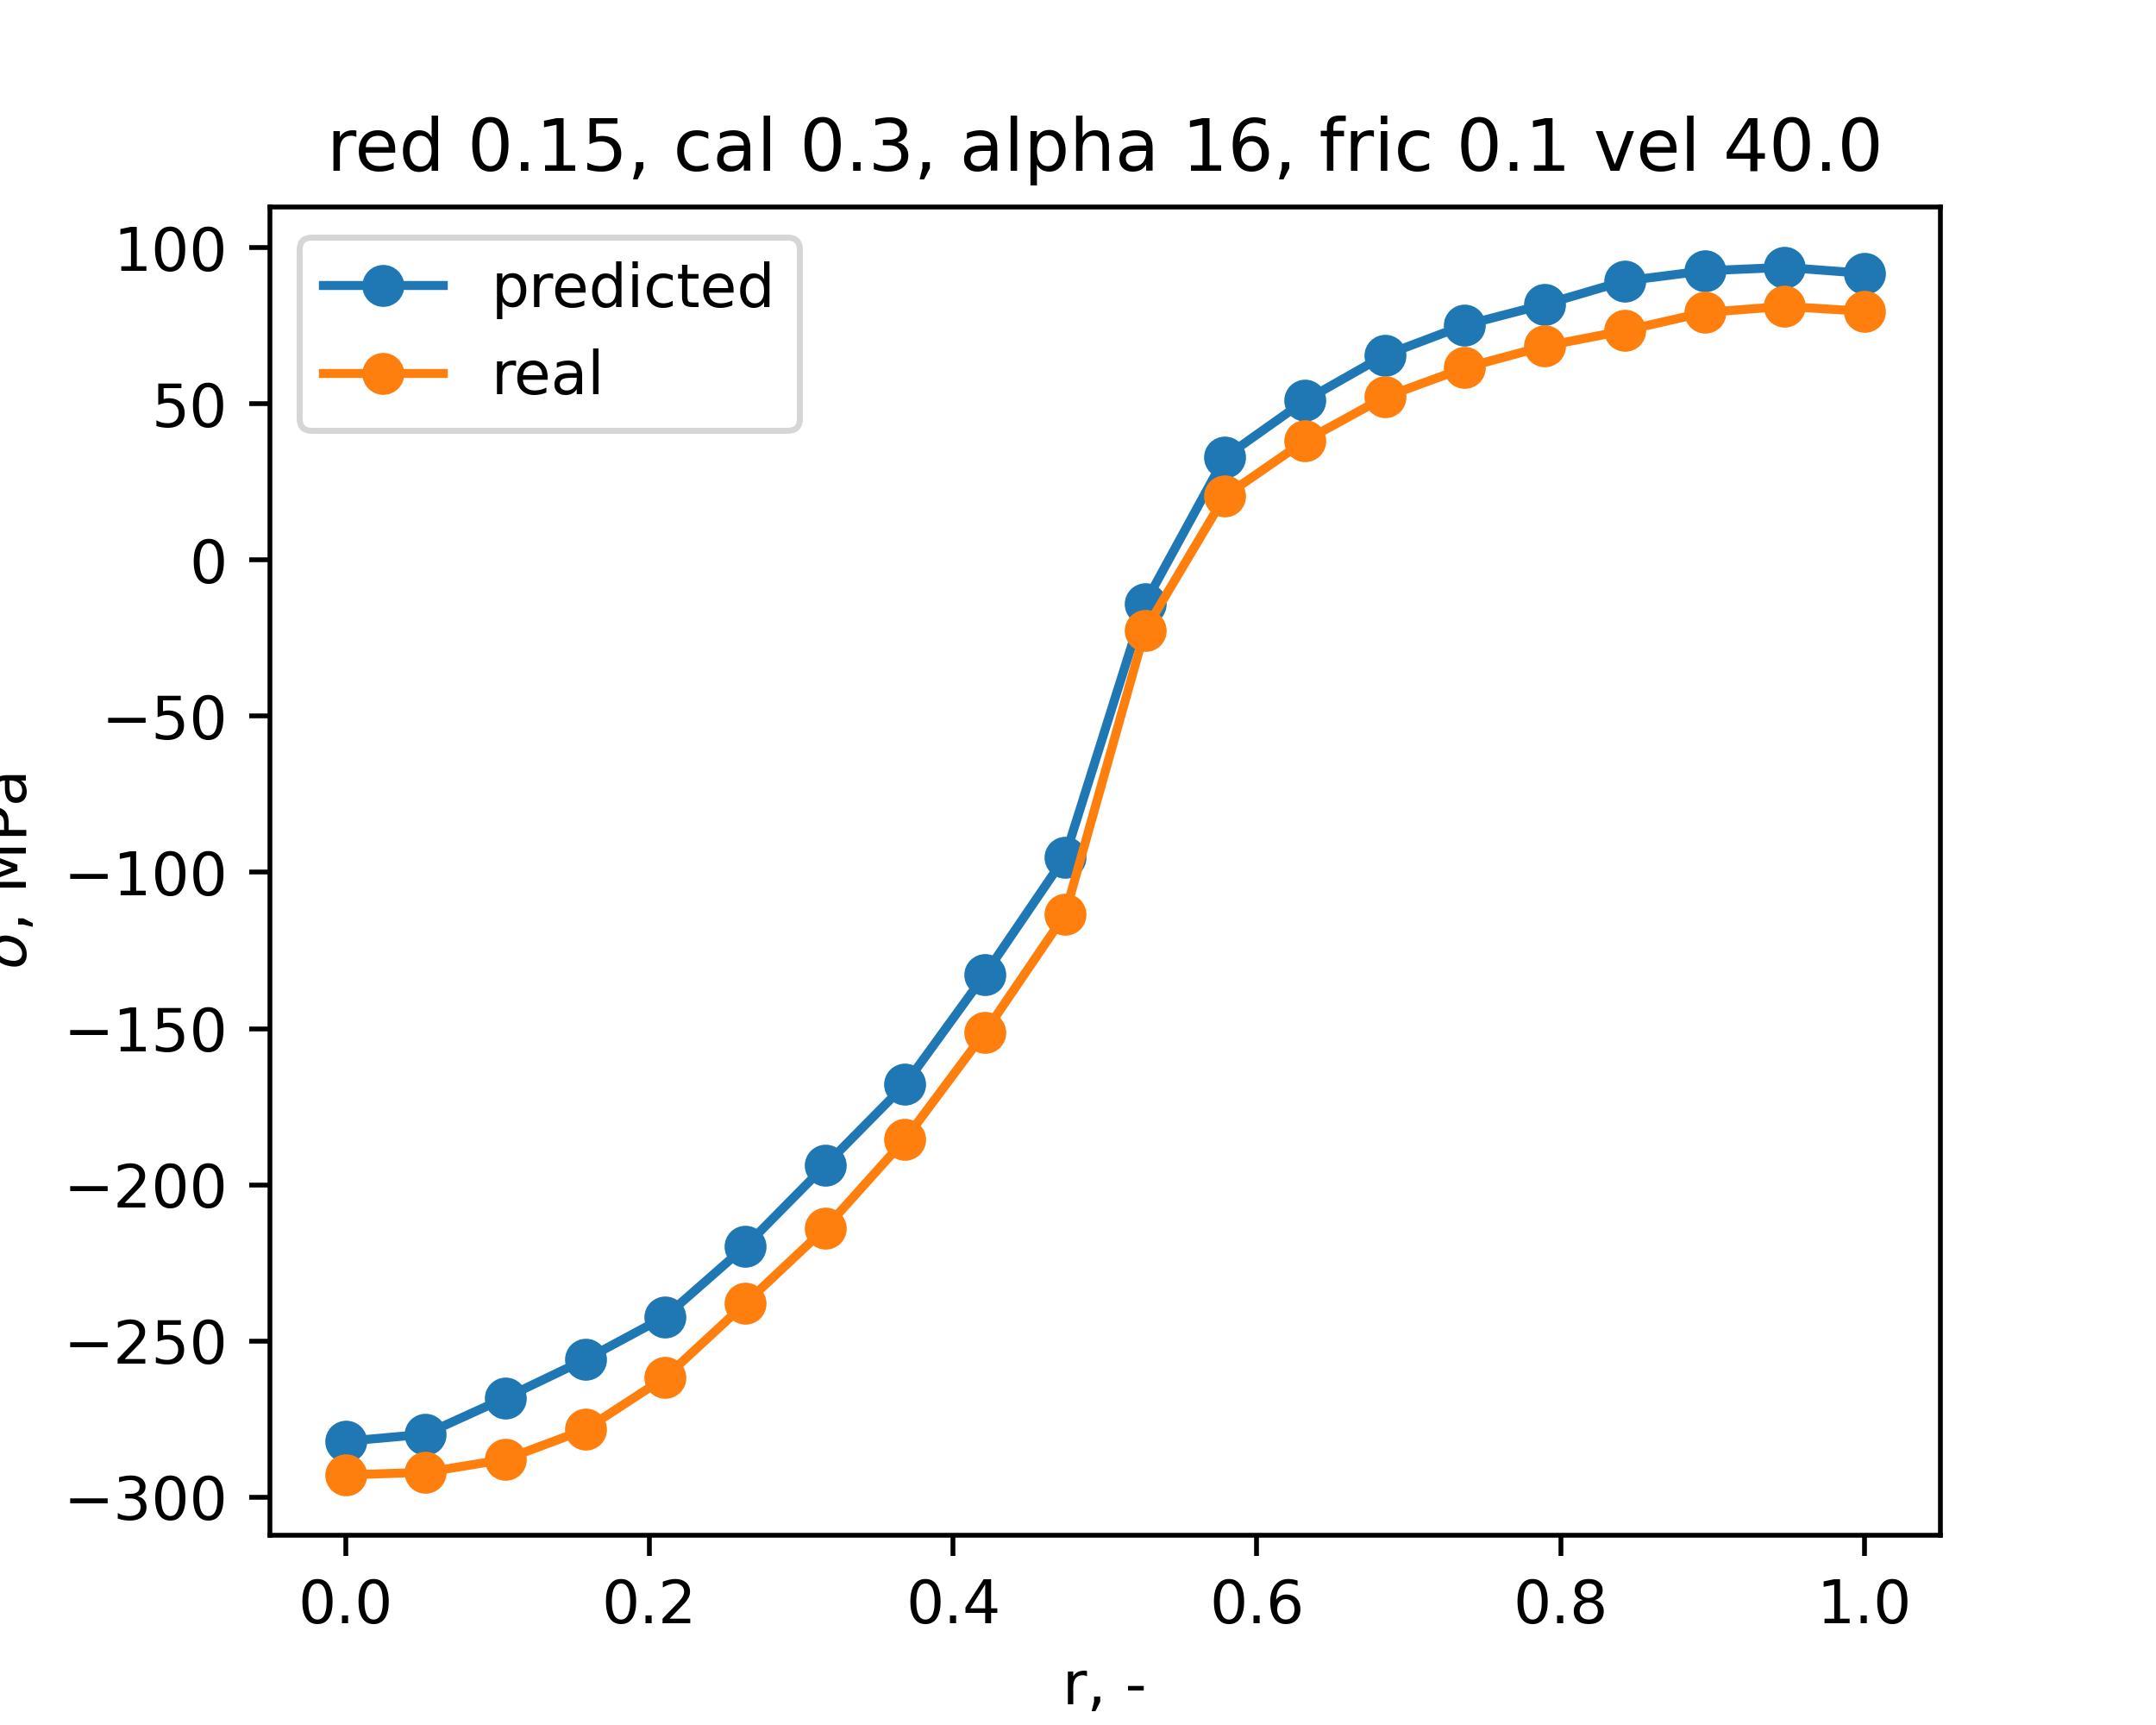 red 0.15, cal 0.3, alpha 16, fric 0.1 vel 40.0
predicted
real
100
50
0
−50
−100
−150
−200
−250
−300
, MPa
0.0 0.2 0.4 0.6 0.8 1.0
r, -